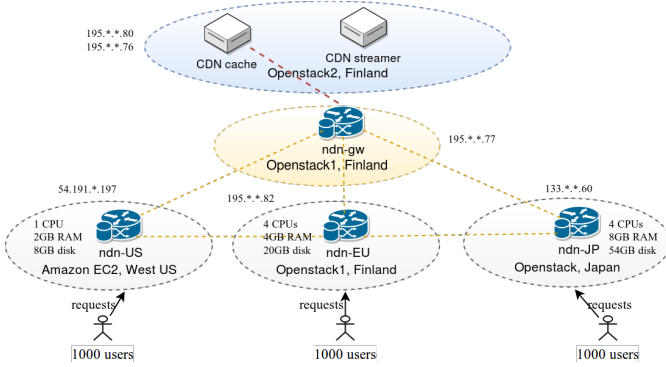 195.*.*.80
195.*.*.76
CDN cache
CDN streamer
Openstack2, Finland
ndn-gw
Openstack1, Finland
195.*.*.77
54.191.*.197
195.*.*.82
133.*.*.60
1 CPU
2GB RAM
8GB disk
ndn-US
Amazon EC2, West US
4 CPUs
4GB RAM
20GB disk
ndn-EU
Openstack1, Finland
4 CPUs
8GB RAM
54GB disk
ndn-JP
Openstack, Japan
requests
requests
requests
1000 users
1000 users
1000 users